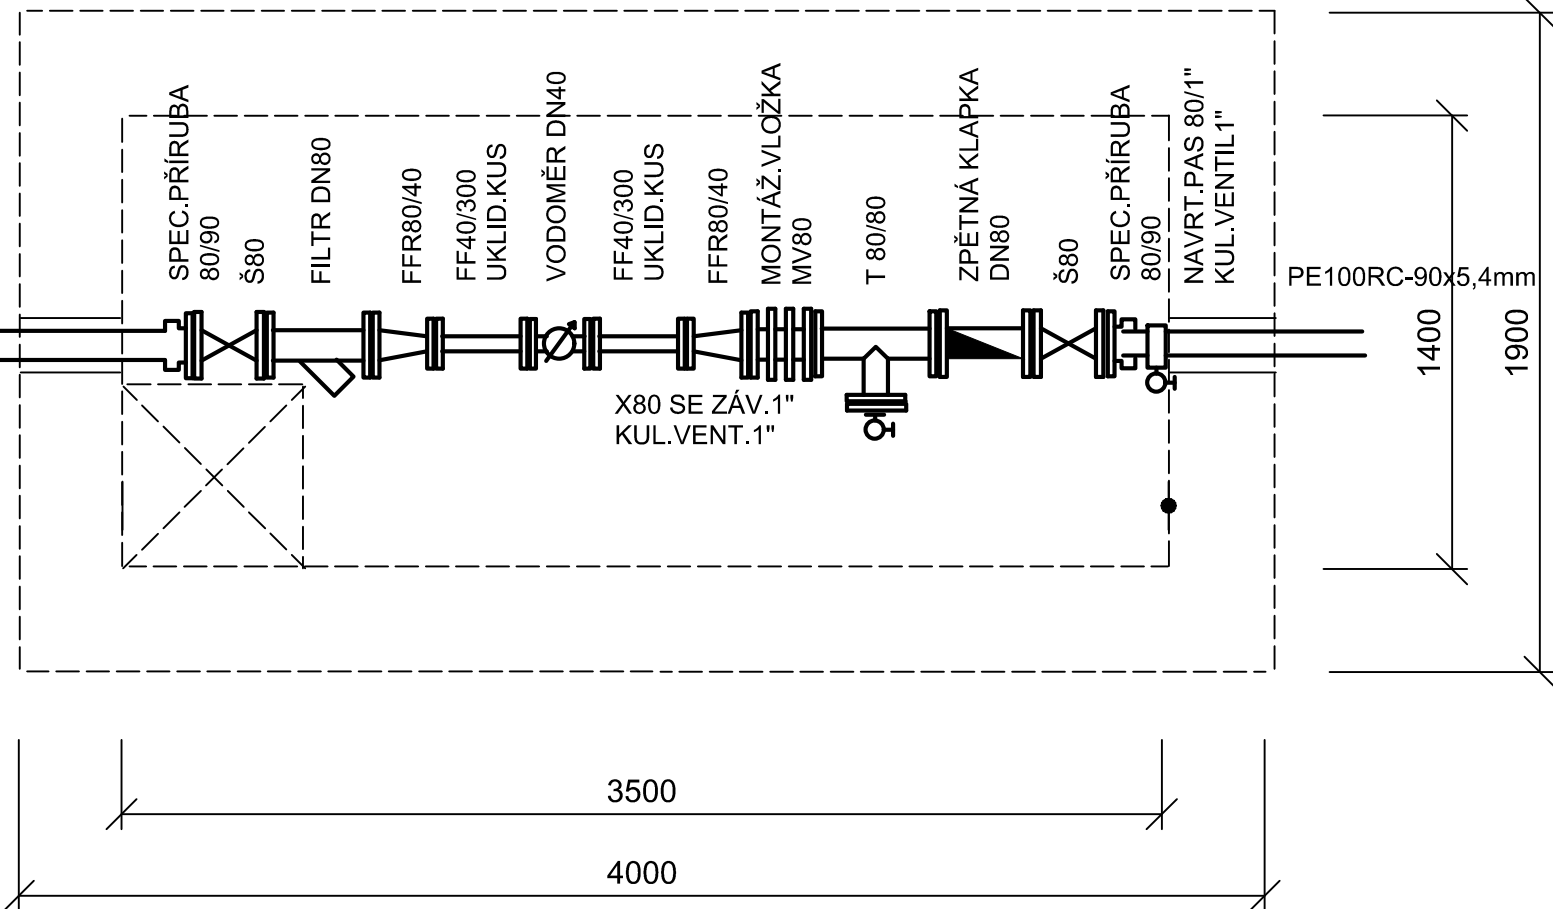 SPEC.PŘÍRUBA
80/90
Š80
FILTR DN80
FFR80/40
FF40/300
UKLID.KUS
VODOMĚR DN40
FF40/300
UKLID.KUS
FFR80/40
MONTÁŽ.VLOŽKA
MV80
T 80/80
ZPĚTNÁ KLAPKA
DN80
Š80
SPEC.PŘÍRUBA
80/90
NAVRT.PAS 80/1"
KUL.VENTIL1"
PE100RC-90x5,4mm
1400
1900
X80 SE ZÁV.1"
KUL.VENT.1"
3500
4000